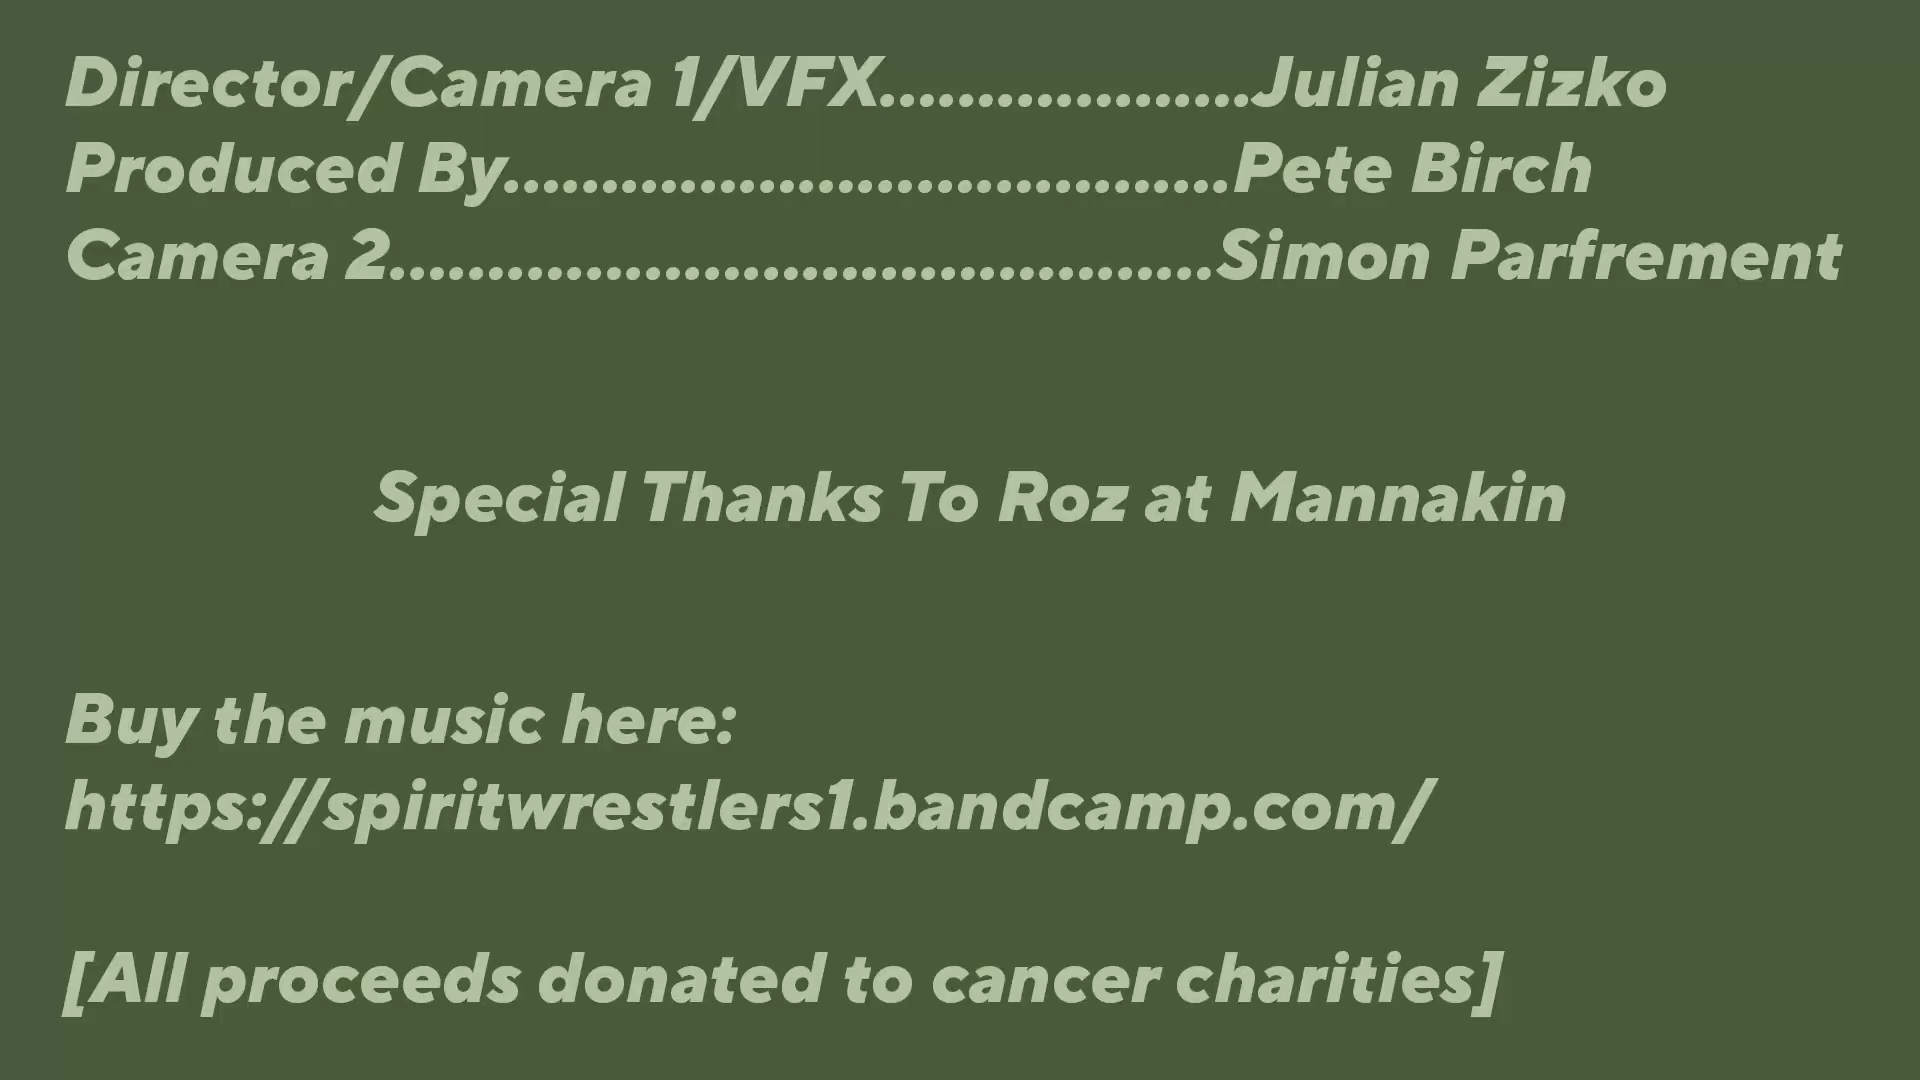 Director/Camera 1/VFX...................Julian Zizko
Produced By.....................................Pete Birch
Camera 2..........................................Simon Parfrement
Special Thanks To Roz at Mannakin
Buy the music here:
https://spiritwrestlers1.bandcamp.com/
[All proceeds donated to cancer charities]